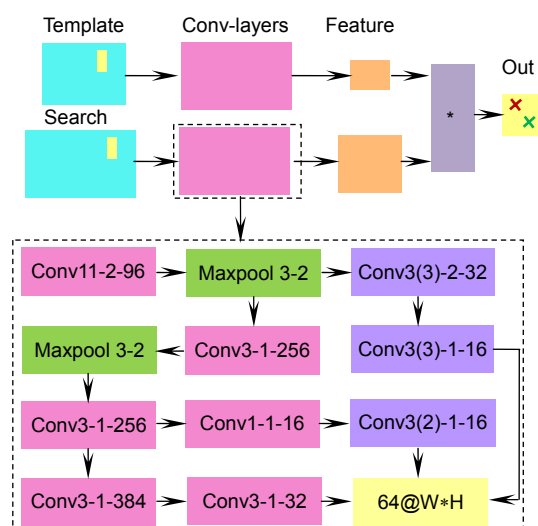 Template
Conv-layers
Feature
Out
Search
*
Conv11-2-96
Maxpool 3-2
Conv3(3)-2-32
Maxpool 3-2
Conv3-1-256
Conv3(3)-1-16
Conv3-1-256
Conv1-1-16
Conv3(2)-1-16
Conv3-1-384
Conv3-1-32
64@W*H